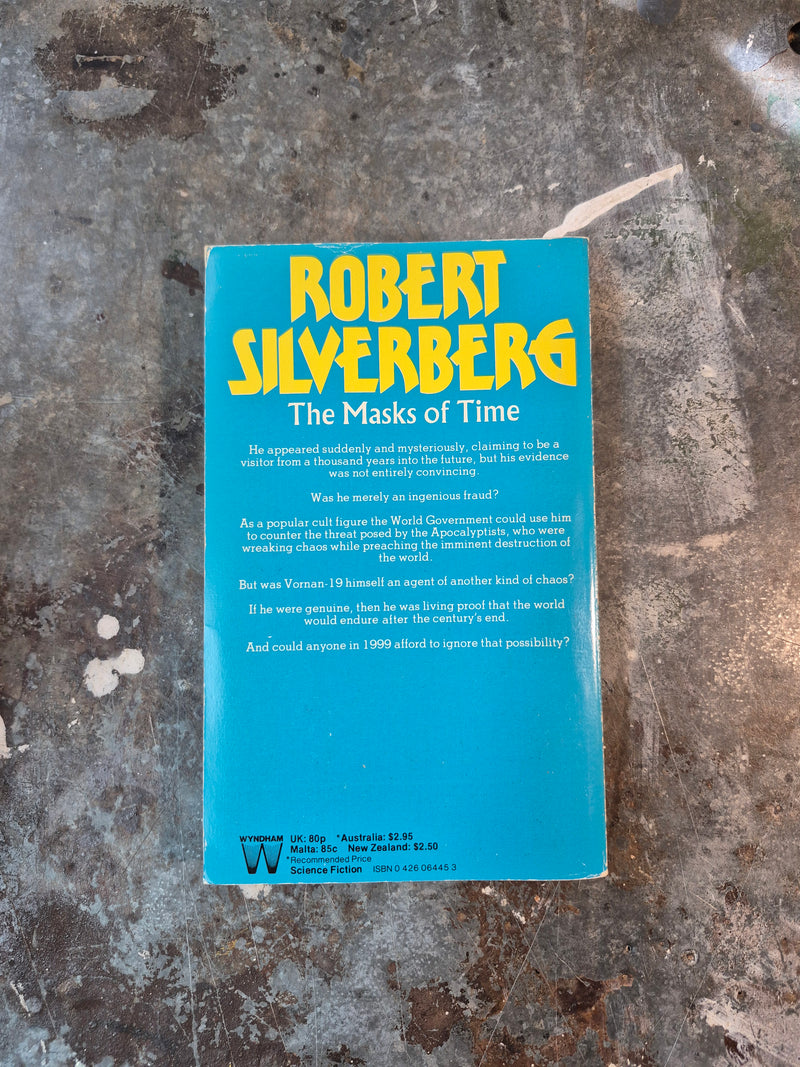 ROBERT
SILVERBERG
The Masks of Time
He appeared suddenly and mysteriously, claiming to be a
visitor from a thousand years into the future, but his evidence
was not entirely convincing.
Was he merely an ingenious fraud?
As a popular cult figure the World Government could use him
to counter the threat posed by the Apocalyptists, who were
wreaking chaos while preaching the imminent destruction of
the world.
But was Vornan-19 himself an agent of another kind of chaos?
If he were genuine, then he was living proof that the world
would endure after the century's end.
And could anyone in 1999 afford to ignore that possibility?
WYNDHAM
W
UK: 80p *Australia: $2.95
Malta: 85c New Zealand: $2.50
*Recommended Price
Science Fiction ISBN 0 426 06445 3